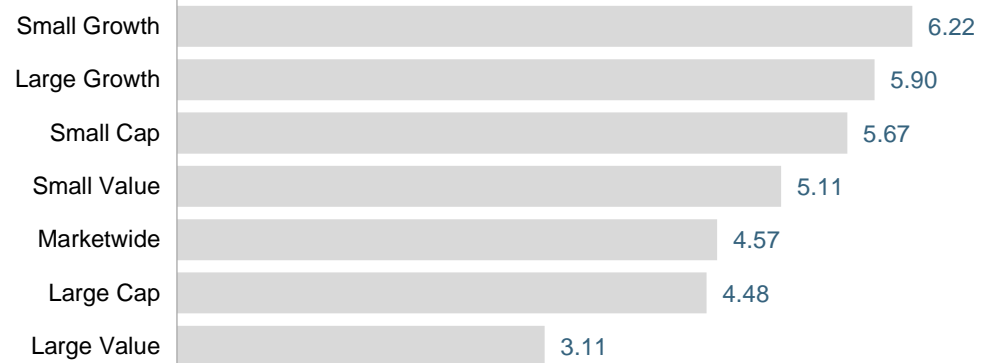 Small Growth 6.22
Large Growth 5.90
Small Cap 5.67
Small Value 5.11
Marketwide 4.57
Large Cap 4.48
Large Value 3.11